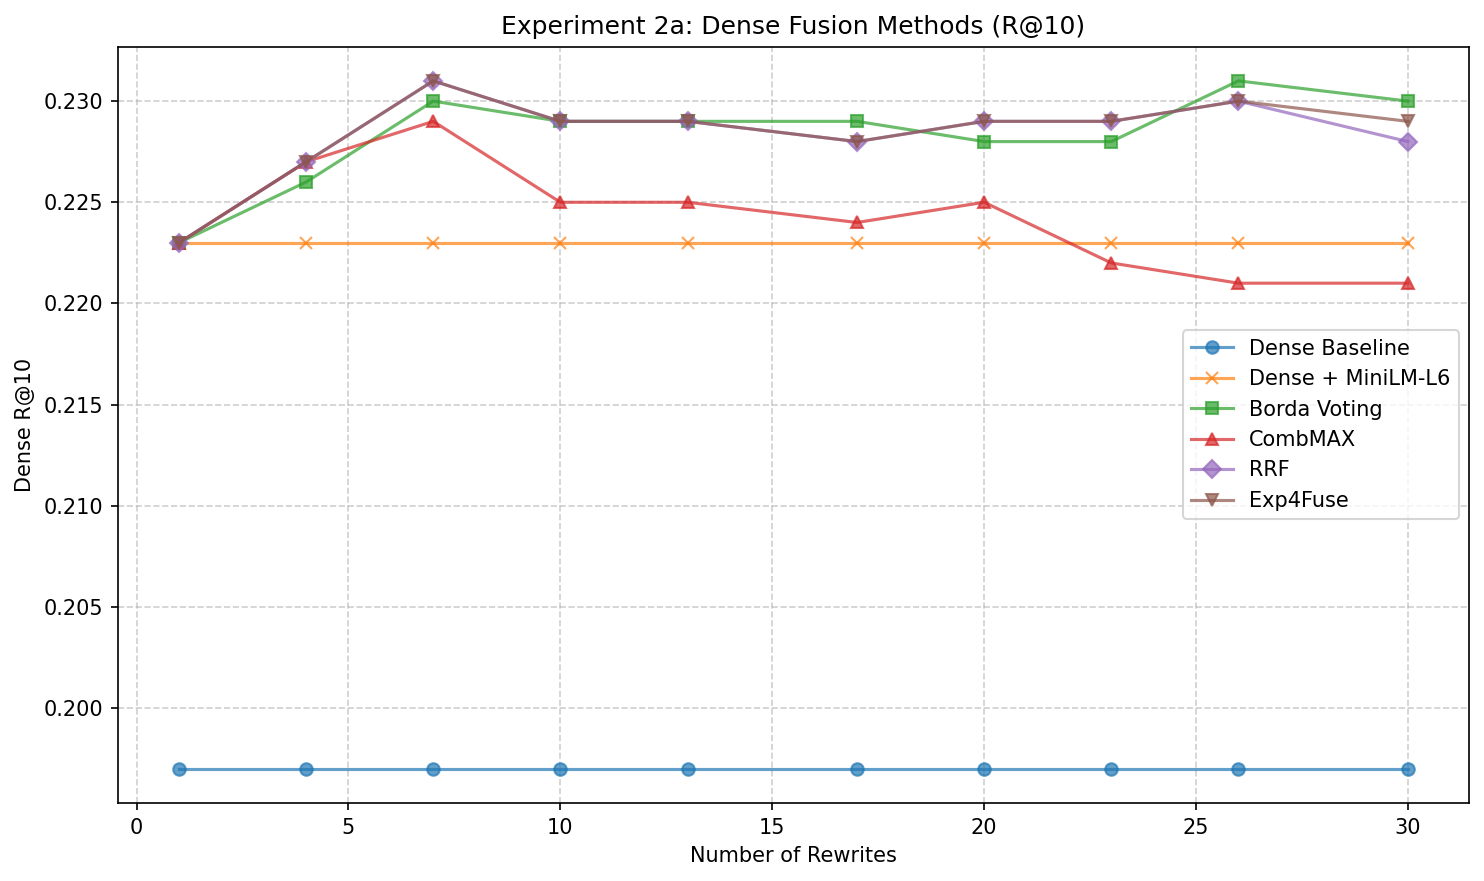 Experiment 2a: Dense Fusion Methods (R@10)
0.230
0.225
0.220
0.215
0.210
0.205
0.200
Dense R@10
Dense Baseline
Dense + MiniLM-L6
Borda Voting
CombMAX
RRF
Exp4Fuse
0 5 10 15 20 25 30
Number of Rewrites